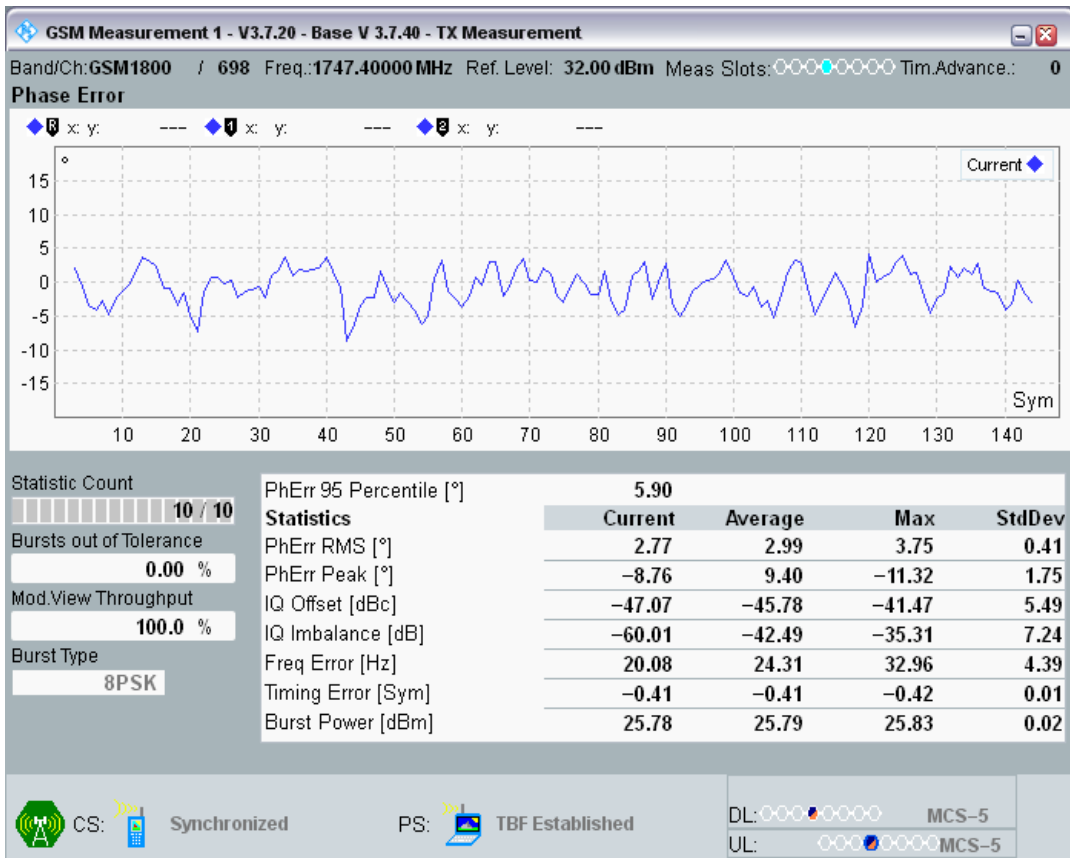 GSM Measurement 1 - V3.7.20 - Base V 3.7.40 - TX Measurement
Band/Ch:GSM1800 / 698 Freq.:1747.40000 MHz Ref. Level: 32.00 dBm Meas Slots: Tim.Advance.: 0
Phase Error
R x: y: --- 1 x: y: --- 2 x: y: ---
°
Current
15
10
5
0
-5
-10
-15
Sym
10 20 30 40 50 60 70 80 90 100 110 120 130 140
Statistic Count
10 / 10
Bursts out of Tolerance
0.00 %
Mod.View Throughput
100.0 %
Burst Type
8PSK
PhErr 95 Percentile [°] 5.90
Statistics Current Average Max StdDev
PhErr RMS [°] 2.77 2.99 3.75 0.41
PhErr Peak [°] −8.76 9.40 −11.32 1.75
IQ Offset [dBc] −47.07 −45.78 −41.47 5.49
IQ Imbalance [dB] −60.01 −42.49 −35.31 7.24
Freq Error [Hz] 20.08 24.31 32.96 4.39
Timing Error [Sym] −0.41 −0.41 −0.42 0.01
Burst Power [dBm] 25.78 25.79 25.83 0.02
CS: Synchronized PS: TBF Established
DL: MCS−5
UL: MCS−5